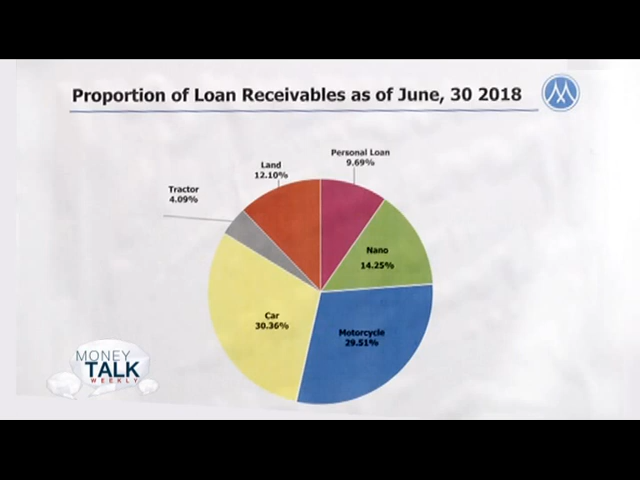 Proportion of Loan Receivables as of June, 30 2018
Personal Loan
9.69%
Land
12.10%
Tractor
4.09%
Nano
14.25%
Car
30.36%
Motorcycle
29.51%
MONEY
TALK
WEEKLY